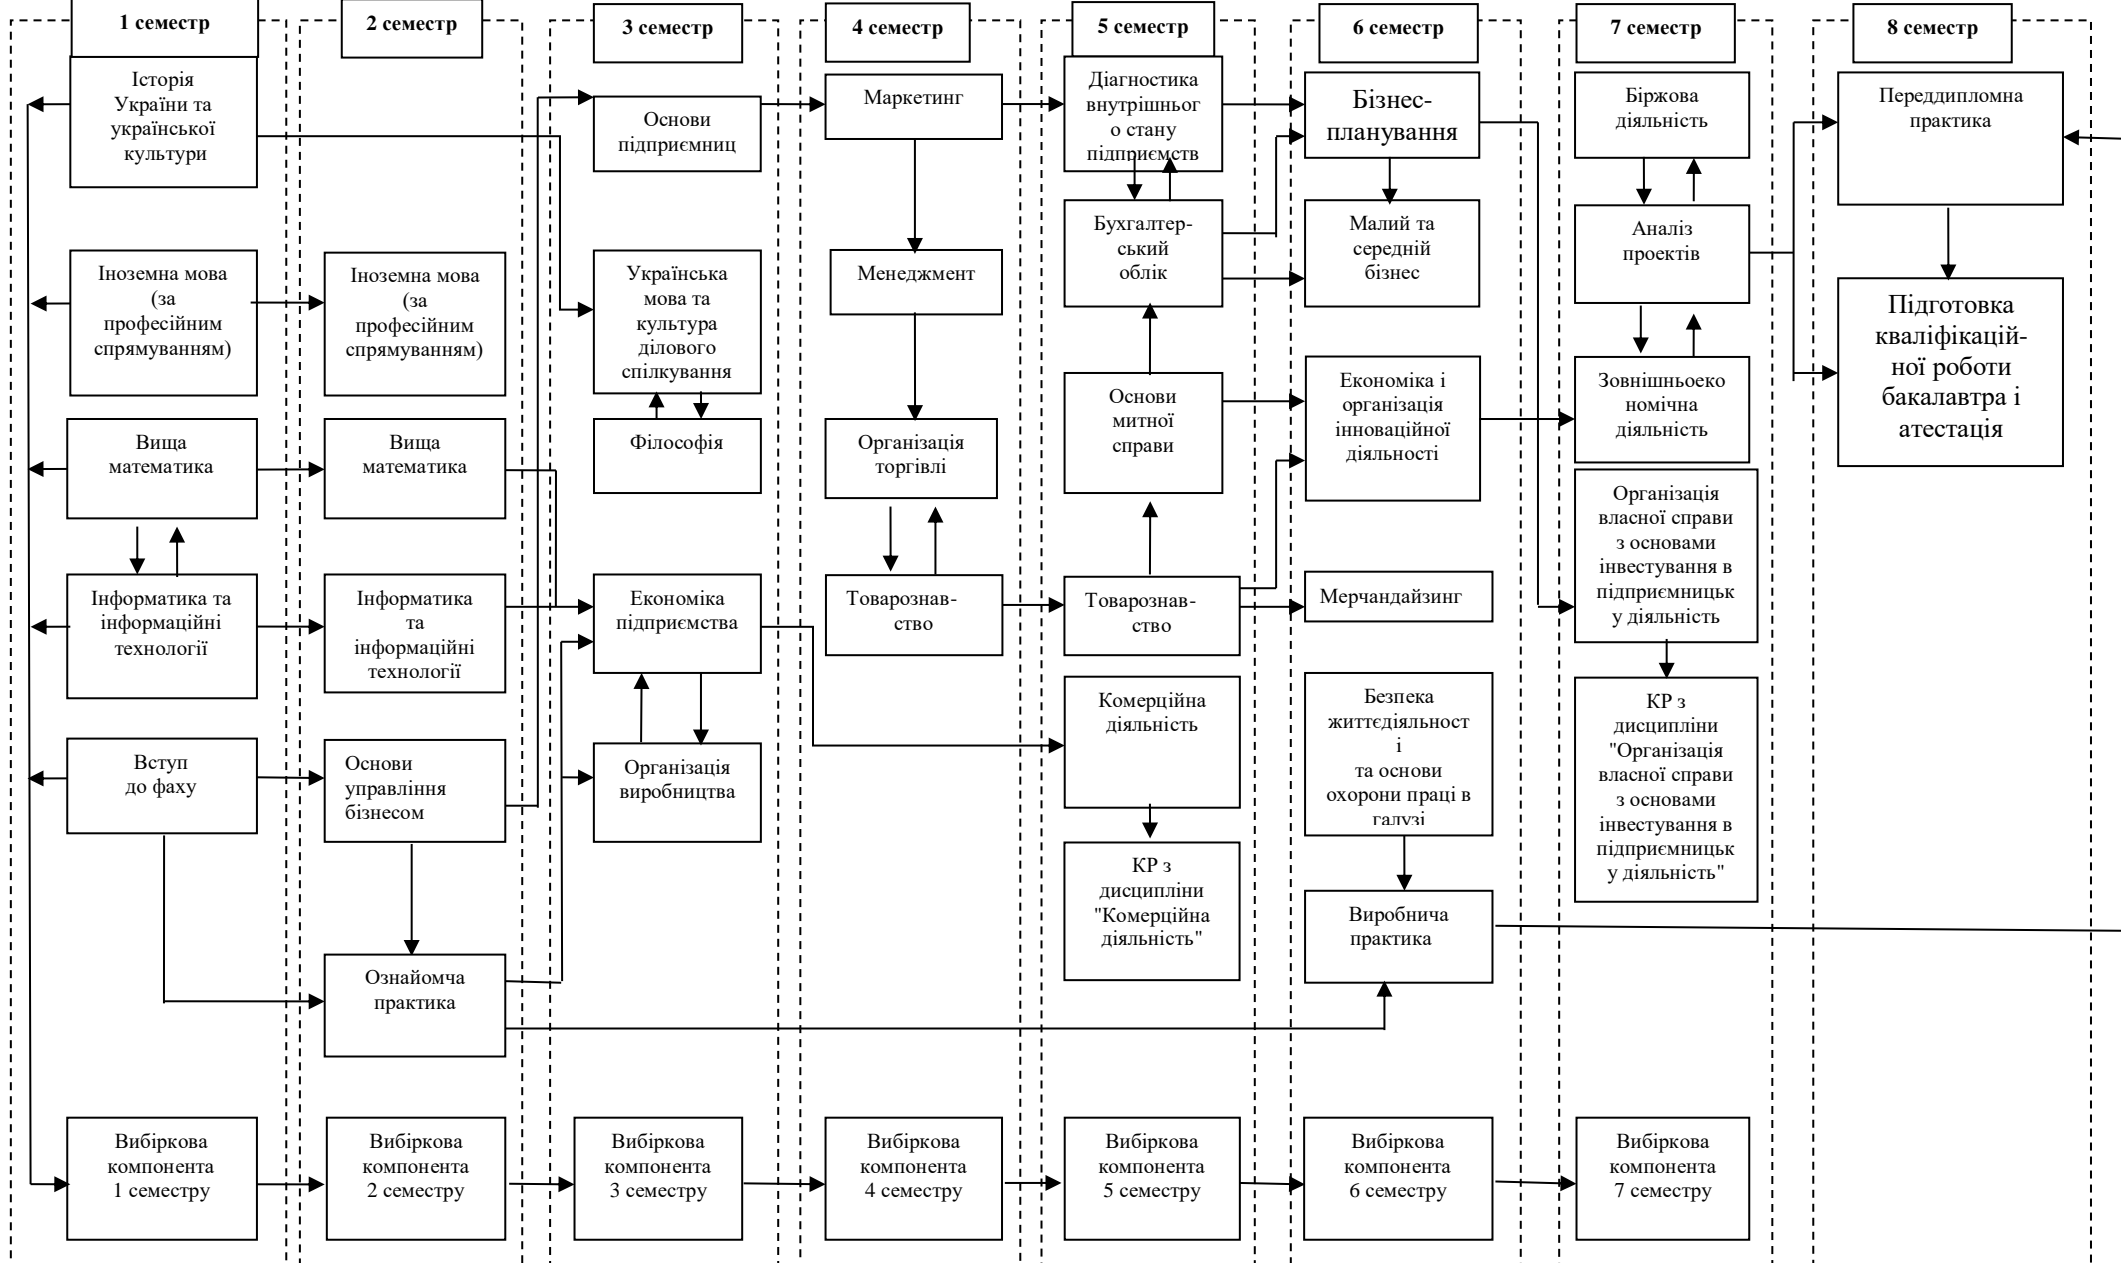 1 семестр
Історія
України та
української
культури
Іноземна мова
(за
професійним
спрямуванням)
Вища
математика
Інформатика та
інформаційні
технології
Вступ
до фаху
Вибіркова
компонента
1 семестру
2 семестр
Іноземна мова
(за
професійним
спрямуванням)
Вища
математика
Інформатика
та
інформаційні
технології
Основи
управління
бізнесом
Ознайомча
практика
Вибіркова
компонента
2 семестру
3 семестр
Основи
підприємниц
Українська
мова та
культура
ділового
спілкування
Філософія
Економіка
підприємства
Організація
виробництва
Вибіркова
компонента
3 семестру
4 семестр
Маркетинг
Менеджмент
Організація
торгівлі
Товарознав-
ство
Вибіркова
компонента
4 семестру
5 семестр
Діагностика
внутрішньог
о стану
підприємств
Бухгалтер-
ський
облік
Основи
митної
справи
Товарознав-
ство
Комерційна
діяльність
КР з
дисципліни
"Комерційна
діяльність"
Вибіркова
компонента
5 семестру
6 семестр
Бізнес-
планування
Малий та
середній
бізнес
Економіка і
організація
інноваційної
діяльності
Мерчандайзинг
Безпека
життєдіяльност
і
та основи
охорони праці в
галузі
Виробнича
практика
Вибіркова
компонента
6 семестру
7 семестр
Біржова
діяльність
Аналіз
проектів
Зовнішньоеко
номічна
діяльність
Організація
власної справи
з основами
інвестування в
підприємницьк
у діяльність
КР з
дисципліни
"Організація
власної справи
з основами
інвестування в
підприємницьк
у діяльність"
Вибіркова
компонента
7 семестру
8 семестр
Переддипломна
практика
Підготовка
кваліфікацій-
ної роботи
бакалавтра і
атестація